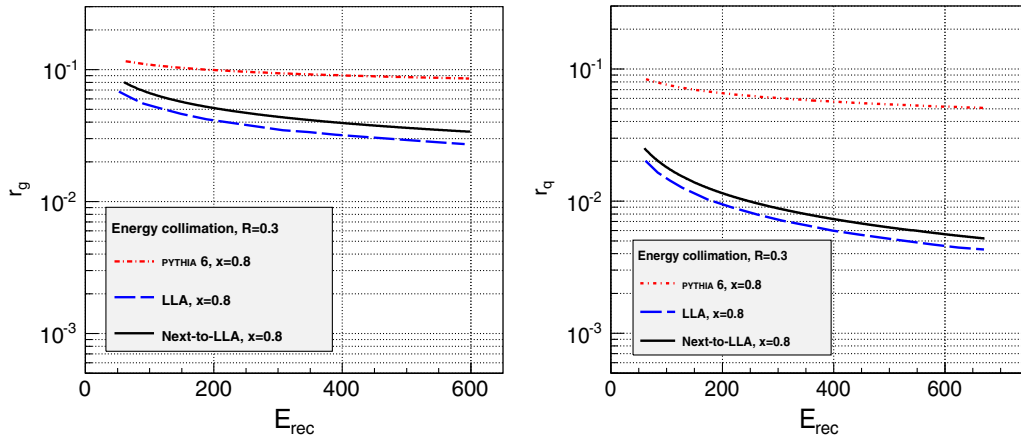 10⁻¹
10⁻²
10⁻³
r_g
Energy collimation, R=0.3
PYTHIA 6, x=0.8
LLA, x=0.8
Next-to-LLA, x=0.8
0 200 400 600
E_rec
10⁻¹
10⁻²
10⁻³
r_q
Energy collimation, R=0.3
PYTHIA 6, x=0.8
LLA, x=0.8
Next-to-LLA, x=0.8
0 200 400 600
E_rec